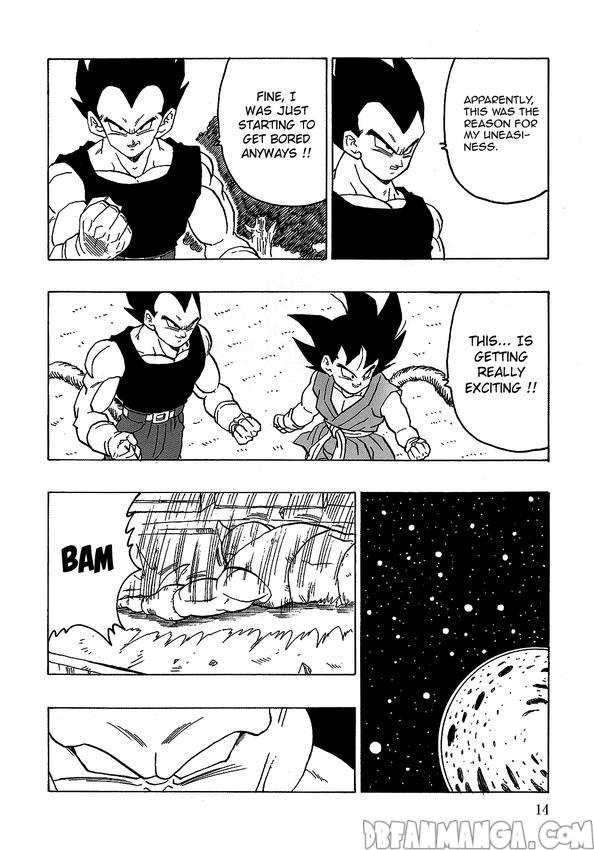 APPARENTLY,
THIS WAS THE
REASON FOR
MY UNEASI-
NESS.
FINE, I
WAS JUST
STARTING TO
GET BORED
ANYWAYS !!
THIS... IS
GETTING
REALLY
EXCITING !!
BAM
14
DBFANMANGA.COM